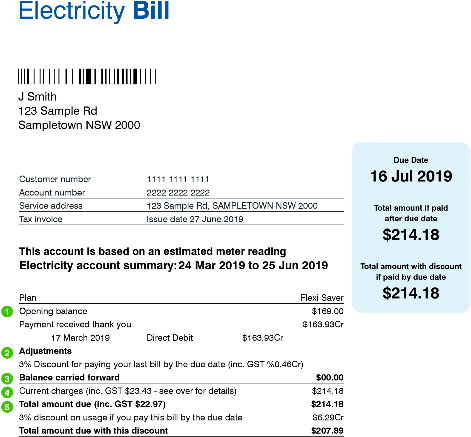 Electricity Bill
J Smith
123 Sample Rd
Sampletown NSW 2000
Customer number 1111 1111 1111
Account number 2222 2222 2222
Service address 123 Sample Rd, SAMPLETOWN NSW 2000
Tax invoice Issue date 27 June 2019
Due Date
16 Jul 2019
Total amount if paid
after due date
$214.18
Total amount with discount
if paid by due date
$214.18
This account is based on an estimated meter reading
Electricity account summary: 24 Mar 2019 to 25 Jun 2019
Plan Flexi Saver
1 Opening balance $169.00
Payment received thank you $163.93Cr
17 March 2019 Direct Debit $163.93Cr
2 Adjustments
3% Discount for paying your last bill by the due date (inc. GST %0.46Cr)
3 Balance carried forward $00.00
4 Current charges (inc. GST $23.43 - see over for details) $214.18
5 Total amount due (inc. GST $22.97) $214.18
3% discount on usage if you pay this bill by the due date $6.29Cr
Total amount due with this discount $207.89